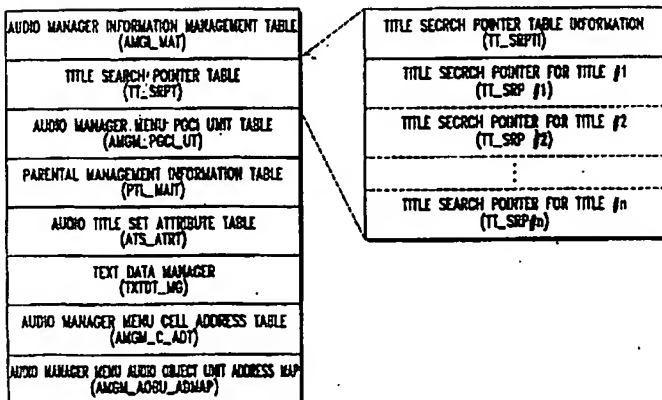 AUDIO MANAGER INFORMATION MANAGEMENT TABLE
(AMGI_MAT)
TITLE SEARCH POINTER TABLE
(TT_SRPT)
AUDIO MANAGER MENU PGCI UNIT TABLE
(AMGM_PGCI_UT)
PARENTAL MANAGEMENT INFORMATION TABLE
(PTL_MAIT)
AUDIO TITLE SET ATTRIBUTE TABLE
(ATS_ATRT)
TEXT DATA MANAGER
(TXTDT_MG)
AUDIO MANAGER MENU CELL ADDRESS TABLE
(AMGM_C_ADT)
AUDIO MANAGER MENU AUDIO OBJECT UNIT ADDRESS MAP
(AMGM_AOBU_ADMAP)
TITLE SECRCH POINTER TABLE INFORMATION
(TT_SRPTI)
TITLE SECRCH POINTER FOR TITLE #1
(TT_SRP #1)
TITLE SECRCH POINTER FOR TITLE #2
(TT_SRP #2)
⋮
TITLE SEARCH POINTER FOR TITLE #n
(TT_SRP#n)